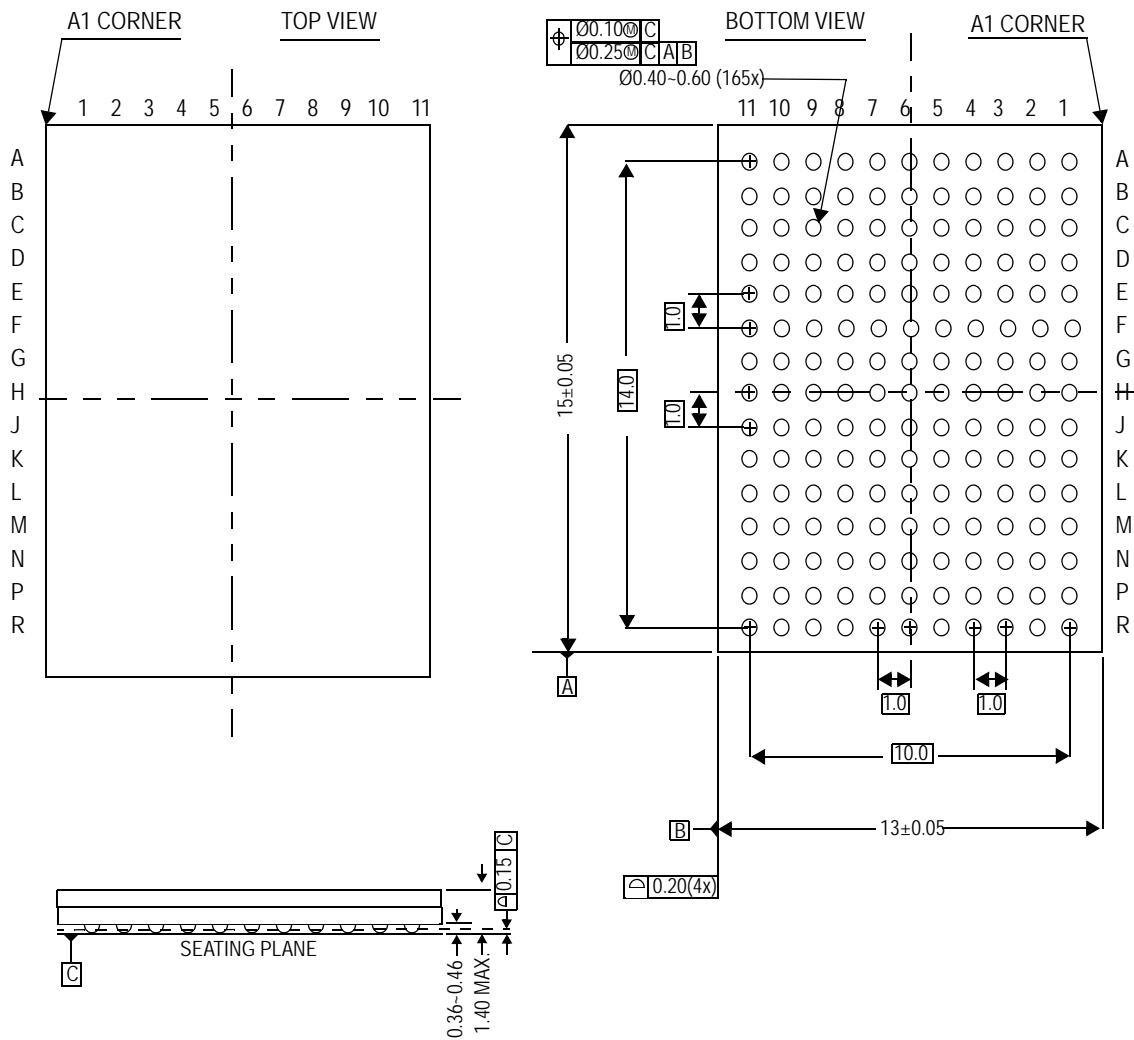 A1 CORNER
TOP VIEW
1 2 3 4 5 6 7 8 9 10 11
A
B
C
D
E
F
G
H
J
K
L
M
N
P
R
Ø0.10Ⓜ C
Ø0.25Ⓜ C A B
BOTTOM VIEW
A1 CORNER
Ø0.40~0.60 (165x)
11 10 9 8 7 6 5 4 3 2 1
A
B
C
D
E
F
G
H
J
K
L
M
N
P
R
1.0
1.0
15±0.05
14.0
A
1.0
1.0
10.0
B
13±0.05
0.20(4x)
0.15 C
SEATING PLANE
C
0.36~0.46
1.40 MAX.